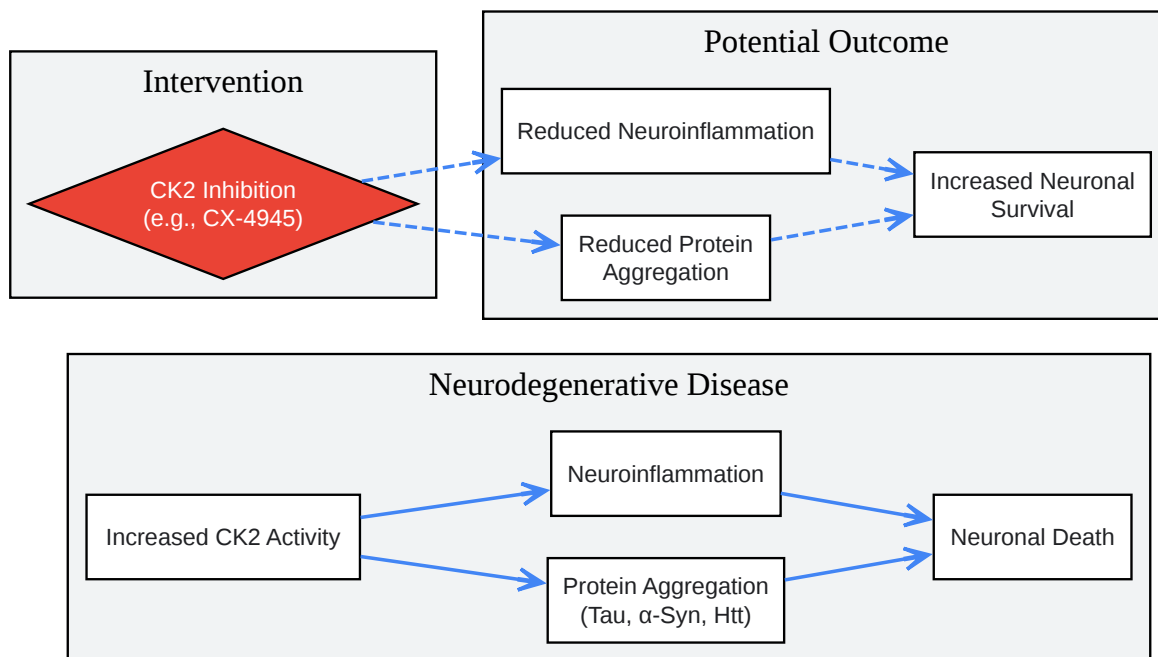 Intervention
CK2 Inhibition
(e.g., CX-4945)
Potential Outcome
Reduced Neuroinflammation
Reduced Protein
Aggregation
Increased Neuronal
Survival
Neurodegenerative Disease
Increased CK2 Activity
Neuroinflammation
Protein Aggregation
(Tau, α-Syn, Htt)
Neuronal Death